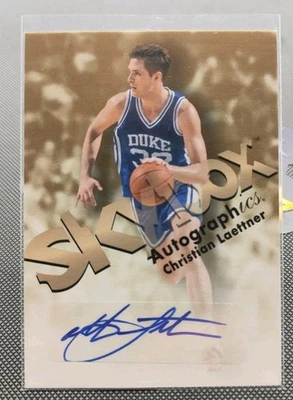 DUKE
SKYBOX
Autographics.
Christian Laettner